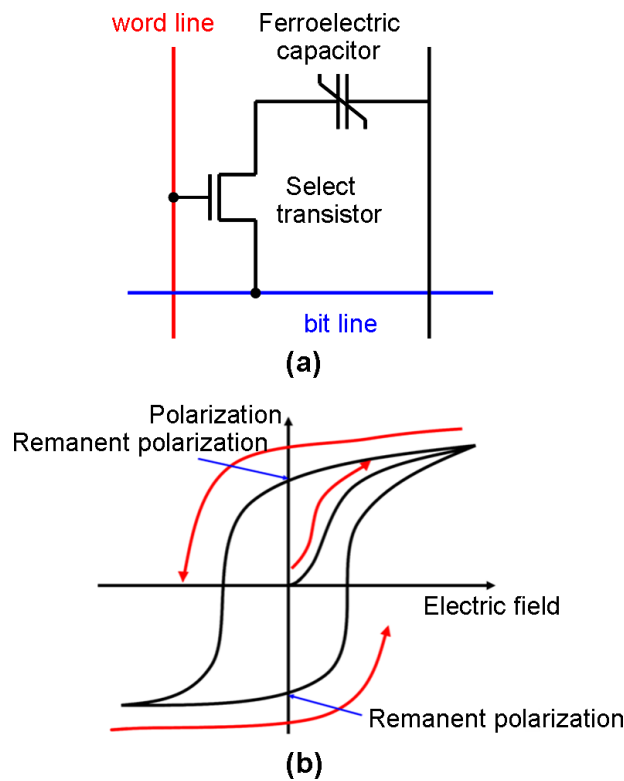 word line
Ferroelectric
capacitor
Select
transistor
bit line
(a)
Polarization
Remanent polarization
Electric field
Remanent polarization
(b)